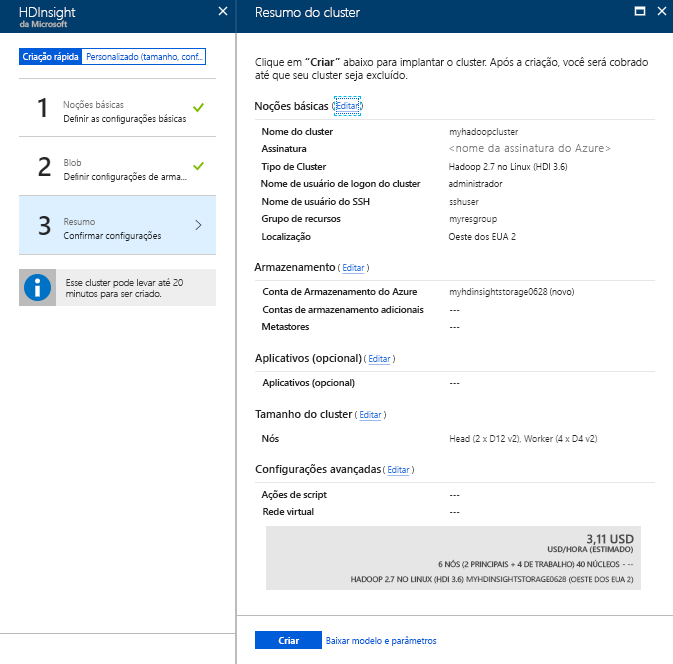 HDInsight
da Microsoft
Criação rápida
Personalizado (tamanho, conf...
1
Noções básicas
Definir as configurações básicas
2
Blob
Definir configurações de arma...
3
Resumo
Confirmar configurações
Esse cluster pode levar até 20
minutos para ser criado.
Resumo do cluster
Clique em “Criar” abaixo para implantar o cluster. Após a criação, você será cobrado
até que seu cluster seja excluído.
Noções básicas (Editar)
Nome do cluster myhadoopcluster
Assinatura <nome da assinatura do Azure>
Tipo de Cluster Hadoop 2.7 no Linux (HDI 3.6)
Nome de usuário de logon do cluster administrador
Nome de usuário do SSH sshuser
Grupo de recursos myresgroup
Localização Oeste dos EUA 2
Armazenamento ( Editar )
Conta de Armazenamento do Azure myhdinsightstorage0628 (novo)
Contas de armazenamento adicionais ---
Metastores ---
Aplicativos (opcional) ( Editar )
Aplicativos (opcional) ---
Tamanho do cluster ( Editar )
Nós Head (2 x D12 v2), Worker (4 x D4 v2)
Configurações avançadas ( Editar )
Ações de script ---
Rede virtual ---
3,11 USD
USD/HORA (ESTIMADO)
6 NÓS (2 PRINCIPAIS + 4 DE TRABALHO) 40 NÚCLEOS - --
HADOOP 2.7 NO LINUX (HDI 3.6) MYHDINSIGHTSTORAGE0628 (OESTE DOS EUA 2)
Criar Baixar modelo e parâmetros